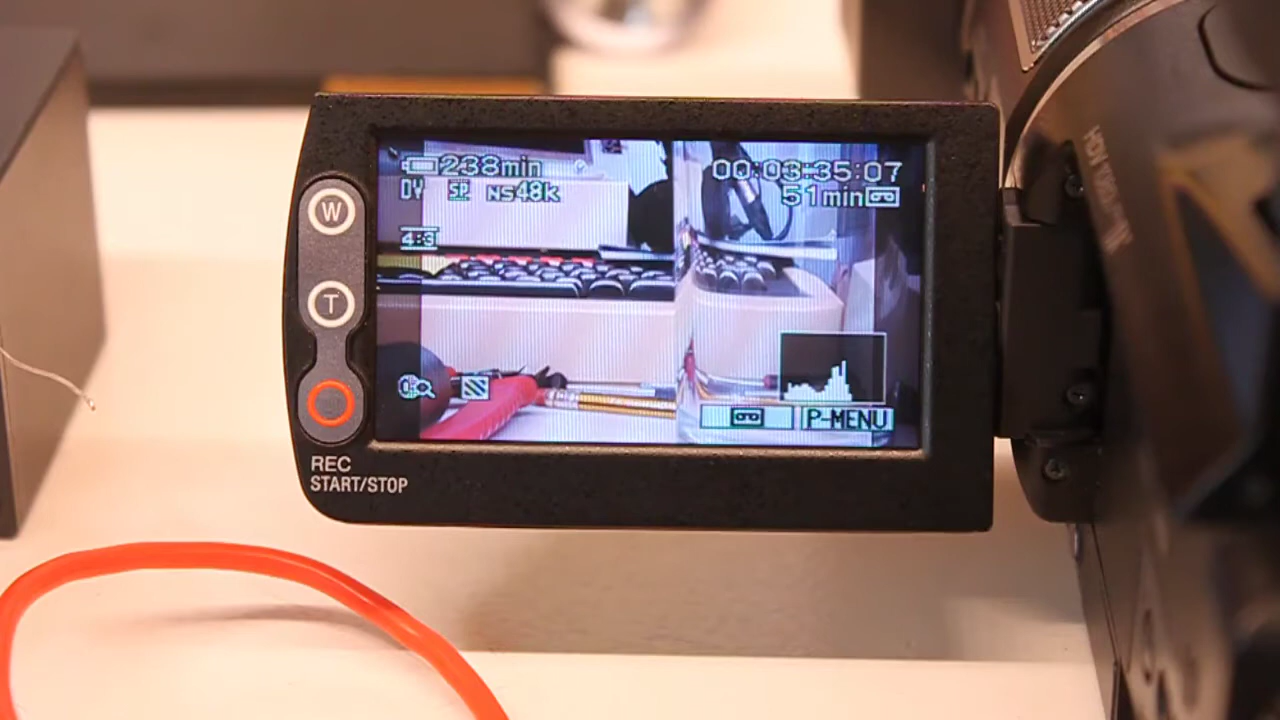 238min
00:03:35:07
DV SP NS48k
51min
4:3
W
T
P-MENU
REC
START/STOP